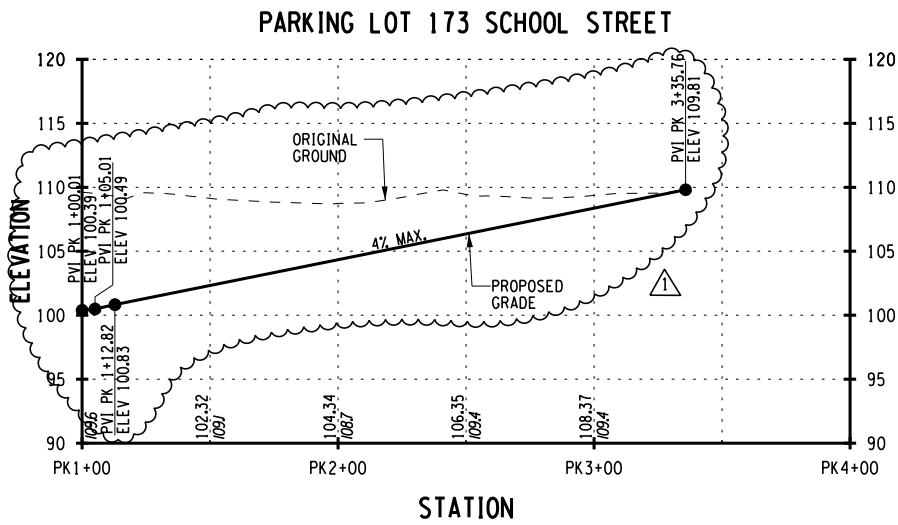 PARKING LOT 173 SCHOOL STREET
120
115
110
105
100
95
90
ELEVATION
PVI PK 1+00.01
ELEV 100.39
PVI PK 1+05.01
ELEV 100.49
PVI PK 1+12.82
ELEV 100.83
ORIGINAL
GROUND
4% MAX.
PROPOSED
GRADE
PVI PK 3+35.76
ELEV 109.81
1
120
115
110
105
100
95
90
109.6
102.32
109.1
104.34
108.7
106.35
109.4
108.37
109.4
PK1+00
PK2+00
PK3+00
PK4+00
STATION